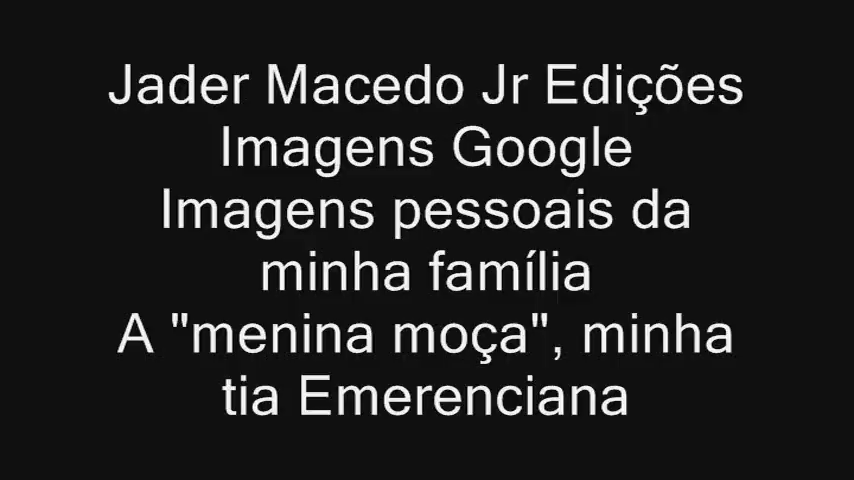 Jader Macedo Jr Edições
Imagens Google
Imagens pessoais da
minha família
A "menina moça", minha
tia Emerenciana